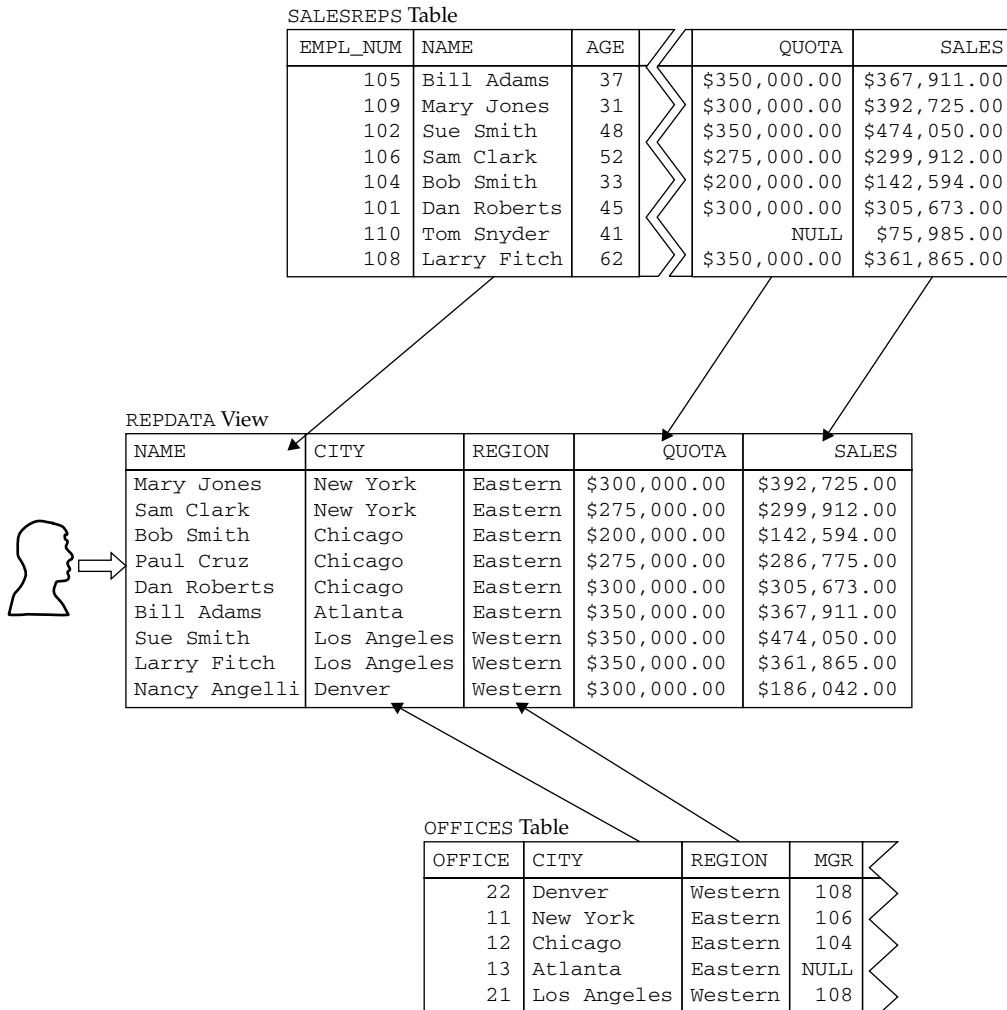 SALESREPS Table
EMPL_NUM NAME AGE QUOTA SALES
105 Bill Adams 37 $350,000.00 $367,911.00
109 Mary Jones 31 $300,000.00 $392,725.00
102 Sue Smith 48 $350,000.00 $474,050.00
106 Sam Clark 52 $275,000.00 $299,912.00
104 Bob Smith 33 $200,000.00 $142,594.00
101 Dan Roberts 45 $300,000.00 $305,673.00
110 Tom Snyder 41 NULL $75,985.00
108 Larry Fitch 62 $350,000.00 $361,865.00
REPDATA View
NAME CITY REGION QUOTA SALES
Mary Jones New York Eastern $300,000.00 $392,725.00
Sam Clark New York Eastern $275,000.00 $299,912.00
Bob Smith Chicago Eastern $200,000.00 $142,594.00
Paul Cruz Chicago Eastern $275,000.00 $286,775.00
Dan Roberts Chicago Eastern $300,000.00 $305,673.00
Bill Adams Atlanta Eastern $350,000.00 $367,911.00
Sue Smith Los Angeles Western $350,000.00 $474,050.00
Larry Fitch Los Angeles Western $350,000.00 $361,865.00
Nancy Angelli Denver Western $300,000.00 $186,042.00
OFFICES Table
OFFICE CITY REGION MGR
22 Denver Western 108
11 New York Eastern 106
12 Chicago Eastern 104
13 Atlanta Eastern NULL
21 Los Angeles Western 108